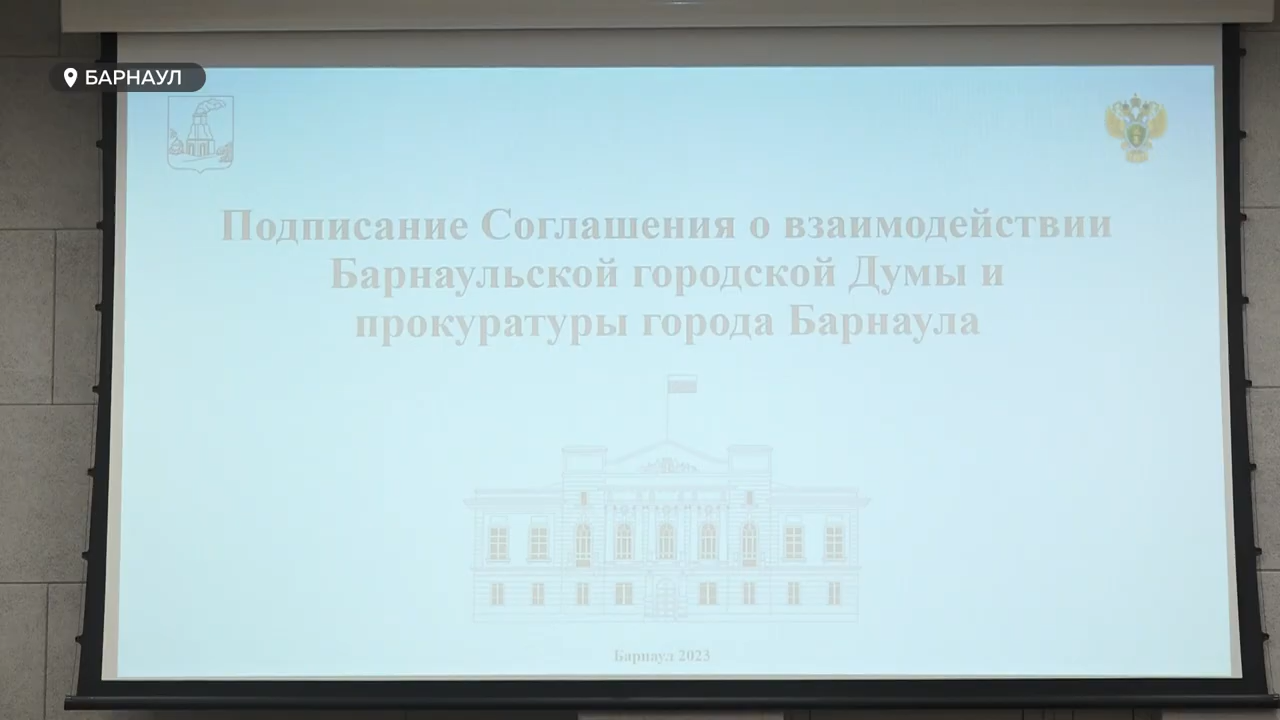 БАРНАУЛ
Подписание Соглашения о взаимодействии
Барнаульской городской Думы и
прокуратуры города Барнаула
Барнаул 2023